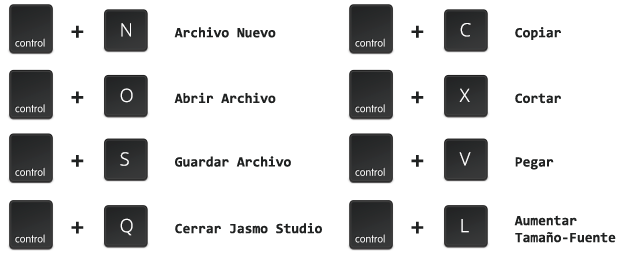 control + N Archivo Nuevo
control + O Abrir Archivo
control + S Guardar Archivo
control + Q Cerrar Jasmo Studio
control + C Copiar
control + X Cortar
control + V Pegar
control + L Aumentar
Tamaño-Fuente